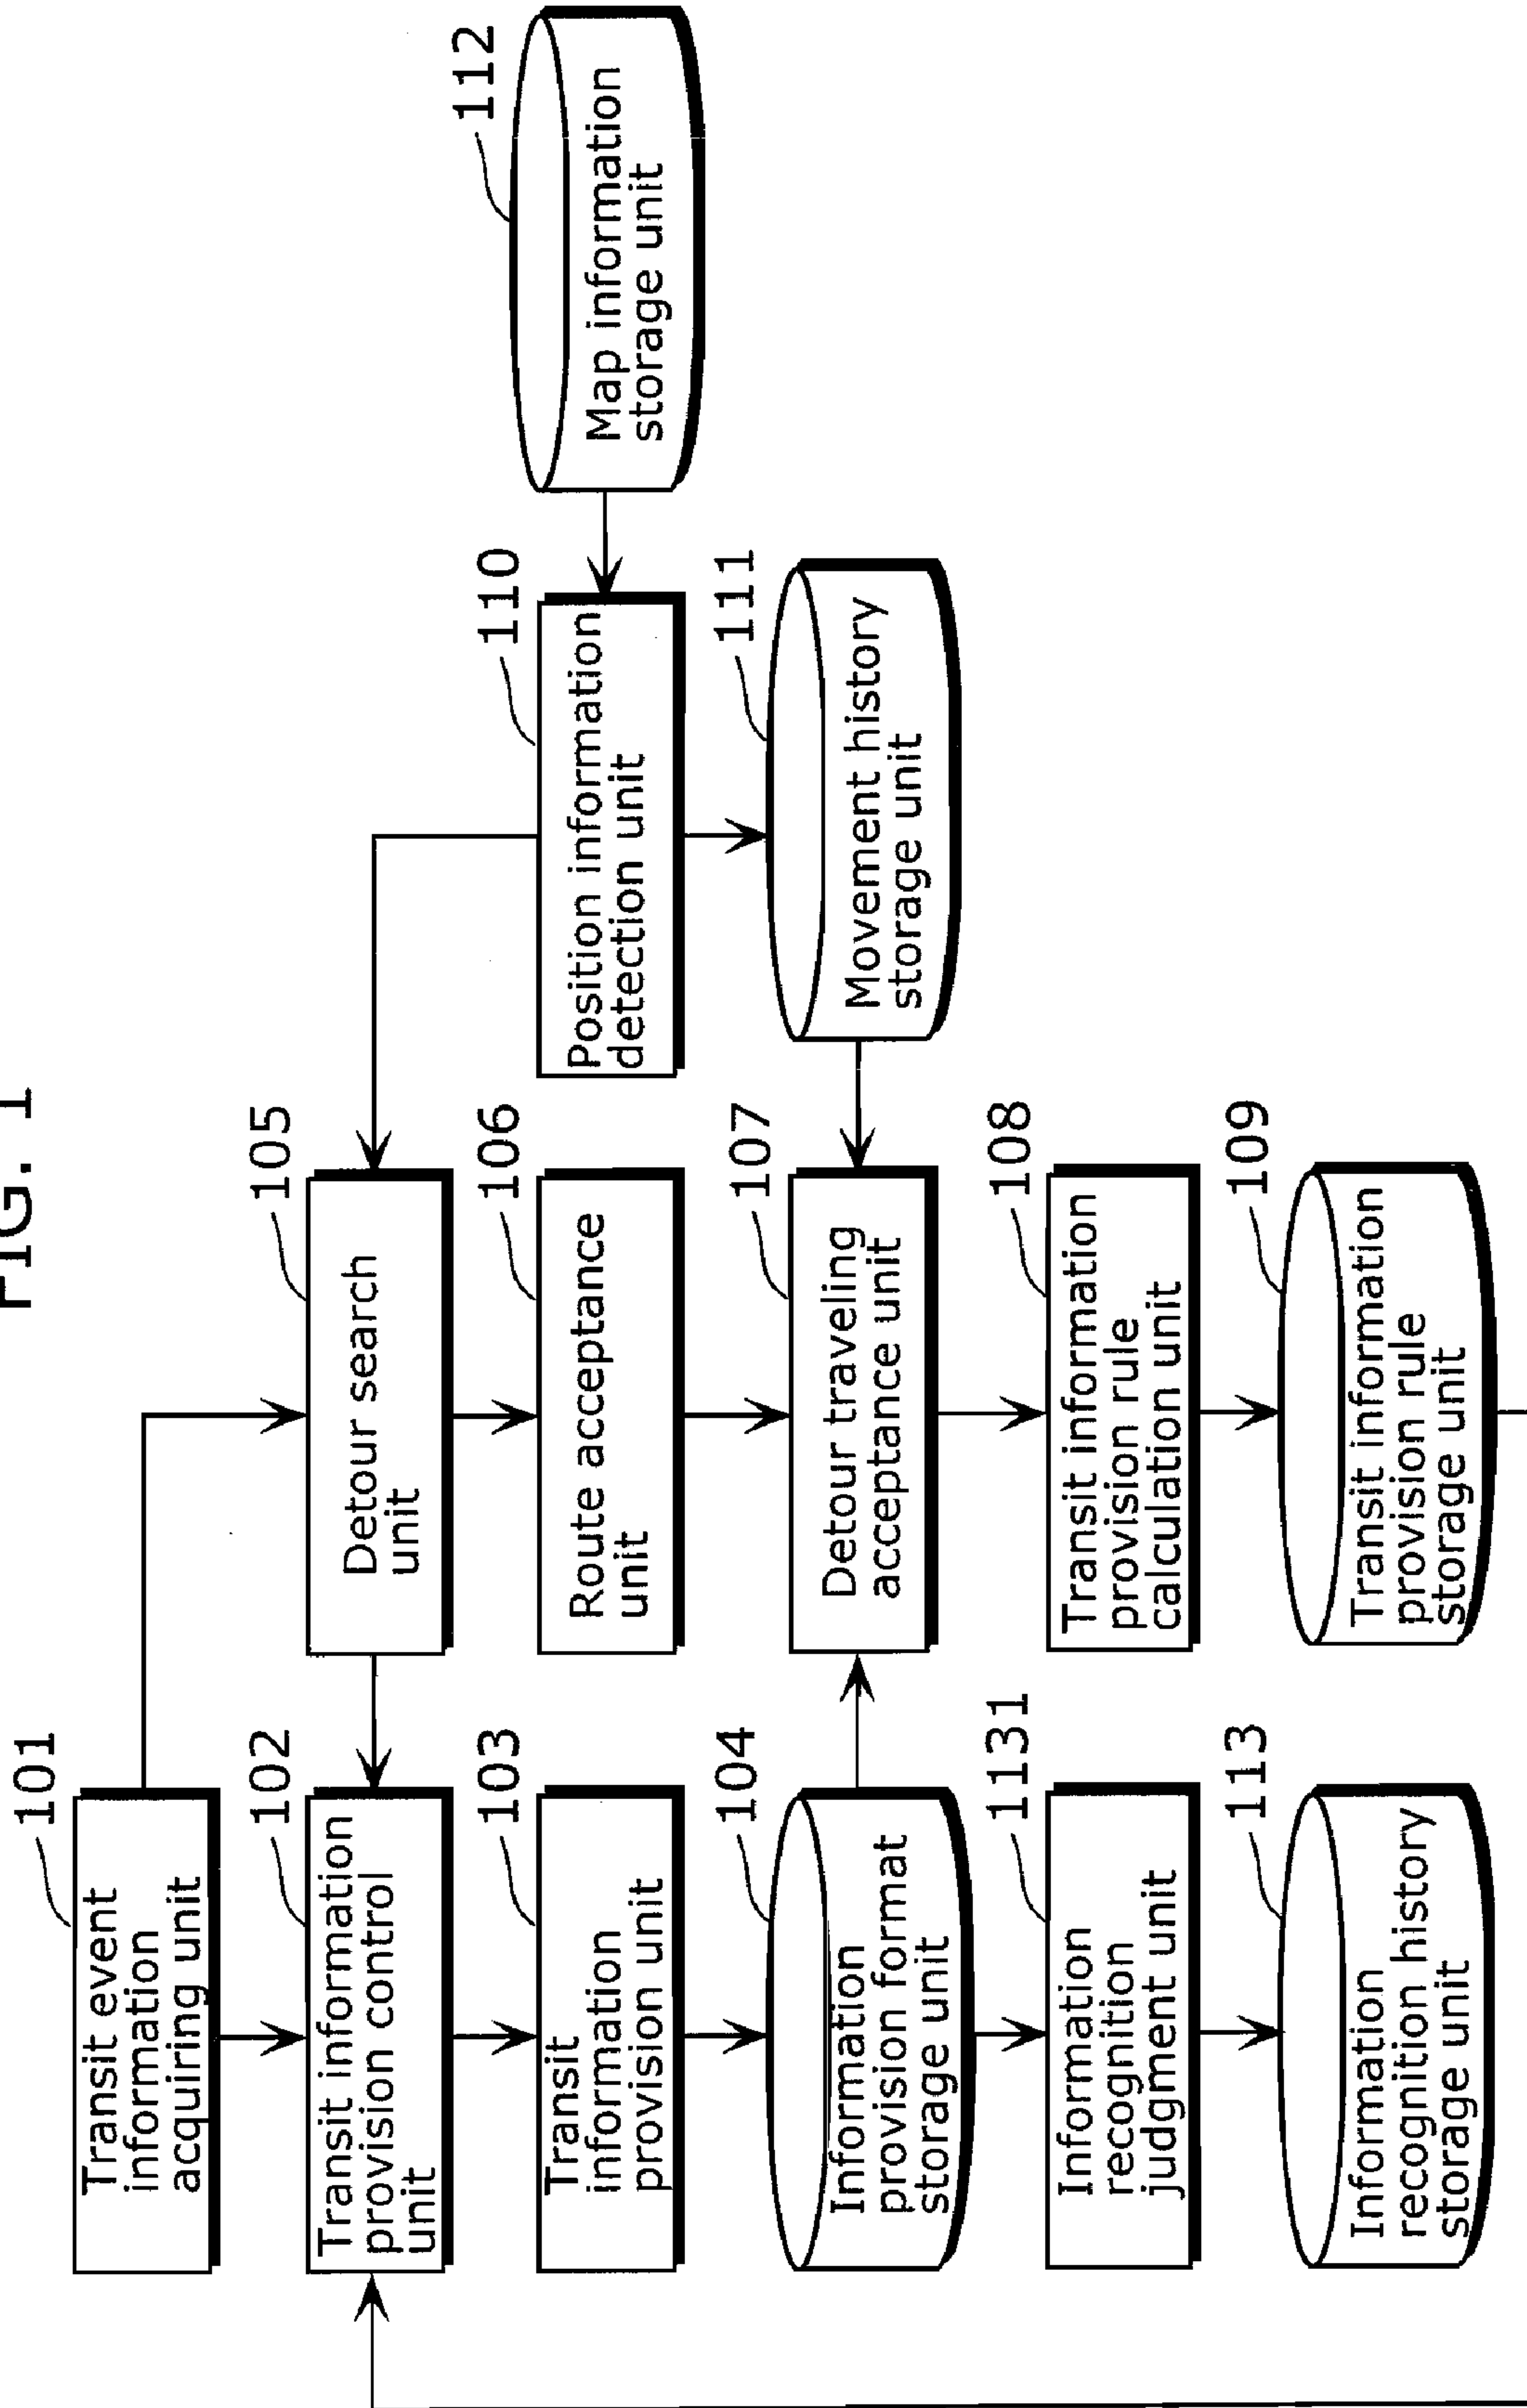 FIG. 1
101
Transit event
information
acquiring unit
102
Transit information
provision control
unit
103
Transit
information
provision unit
104
Information
provision format
storage unit
1131
Information
recognition
judgment unit
113
Information
recognition history
storage unit
105
Detour search
unit
106
Route acceptance
unit
107
Detour traveling
acceptance unit
108
Transit information
provision rule
calculation unit
109
Transit information
provision rule
storage unit
110
Position information
detection unit
111
Movement history
storage unit
112
Map information
storage unit